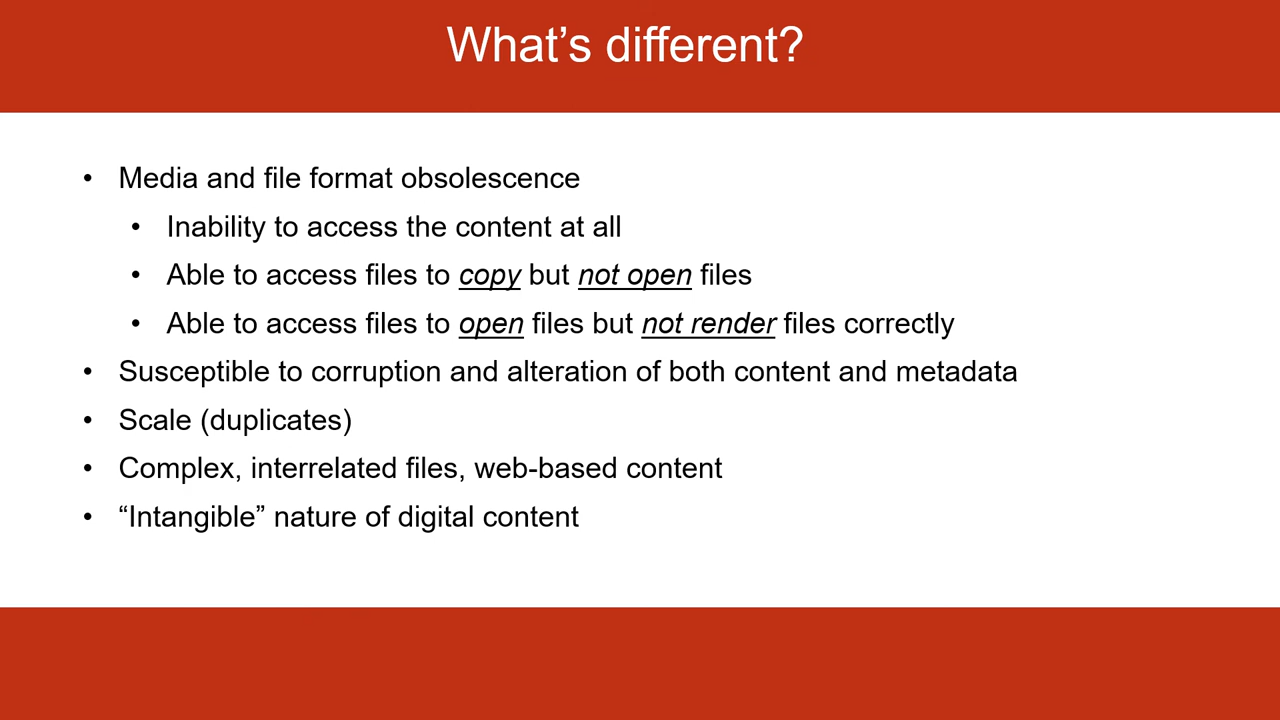 What’s different?
• Media and file format obsolescence
• Inability to access the content at all
• Able to access files to copy but not open files
• Able to access files to open files but not render files correctly
• Susceptible to corruption and alteration of both content and metadata
• Scale (duplicates)
• Complex, interrelated files, web-based content
• “Intangible” nature of digital content